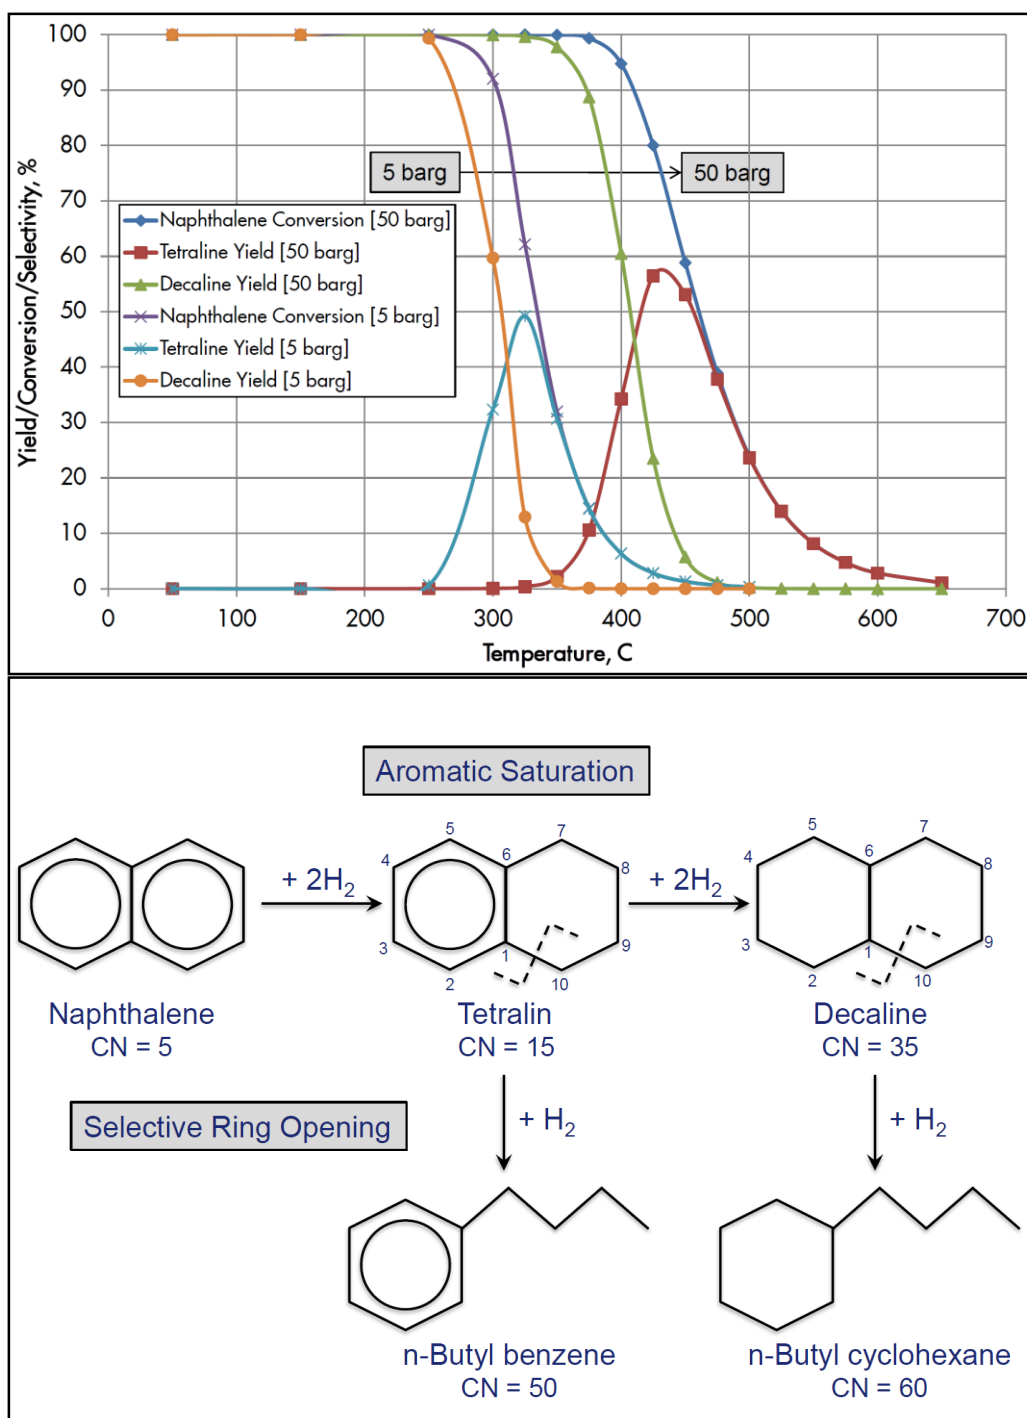 100
90
80
70
60
50
40
30
20
10
0
Yield/Conversion/Selectivity, %
5 barg
50 barg
Naphthalene Conversion [50 barg]
Tetraline Yield [50 barg]
Decaline Yield [50 barg]
Naphthalene Conversion [5 barg]
Tetraline Yield [5 barg]
Decaline Yield [5 barg]
0 100 200 300 400 500 600 700
Temperature, C
Aromatic Saturation
+ 2H₂
+ 2H₂
5 7
4 6 8
3 1 9
2 10
5 7
4 6 8
3 1 9
2 10
Naphthalene Tetralin Decaline
CN = 5 CN = 15 CN = 35
Selective Ring Opening
+ H₂
+ H₂
n-Butyl benzene n-Butyl cyclohexane
CN = 50 CN = 60